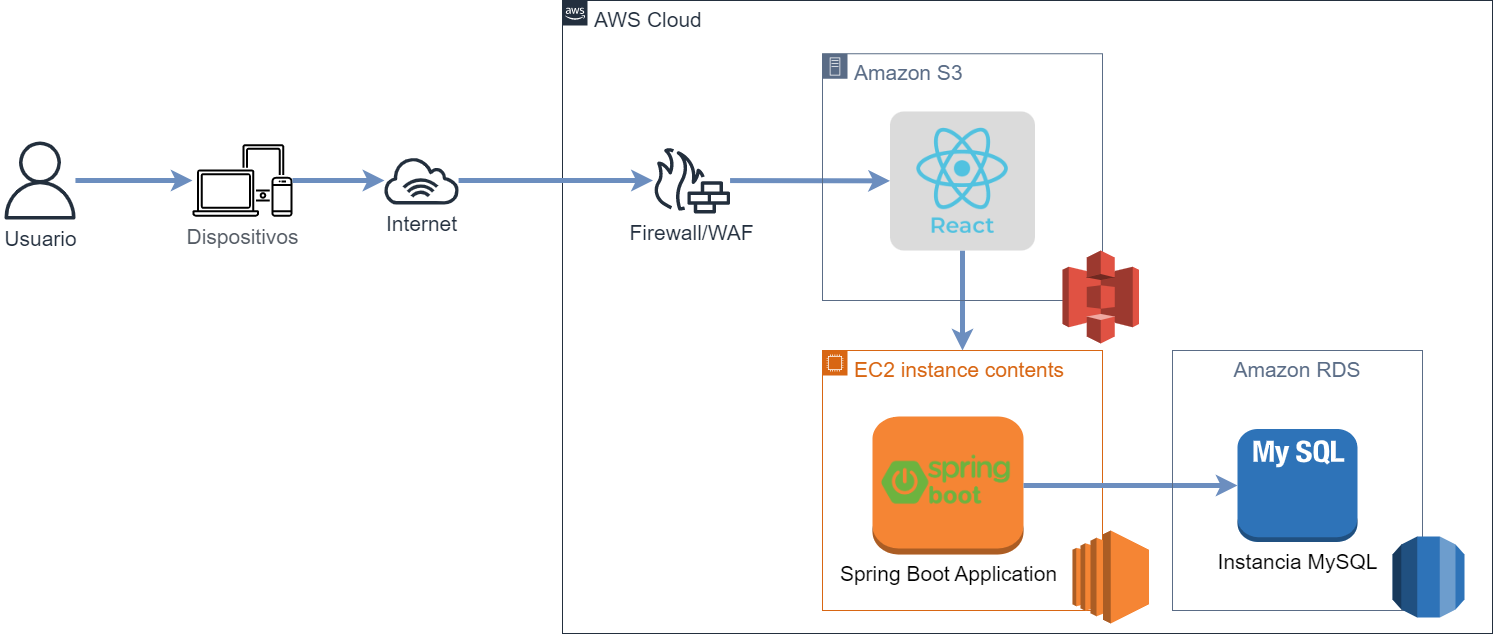 aws
AWS Cloud
Amazon S3
React
Usuario
Dispositivos
Internet
Firewall/WAF
EC2 instance contents
Amazon RDS
spring
boot
My SQL
Spring Boot Application
Instancia MySQL